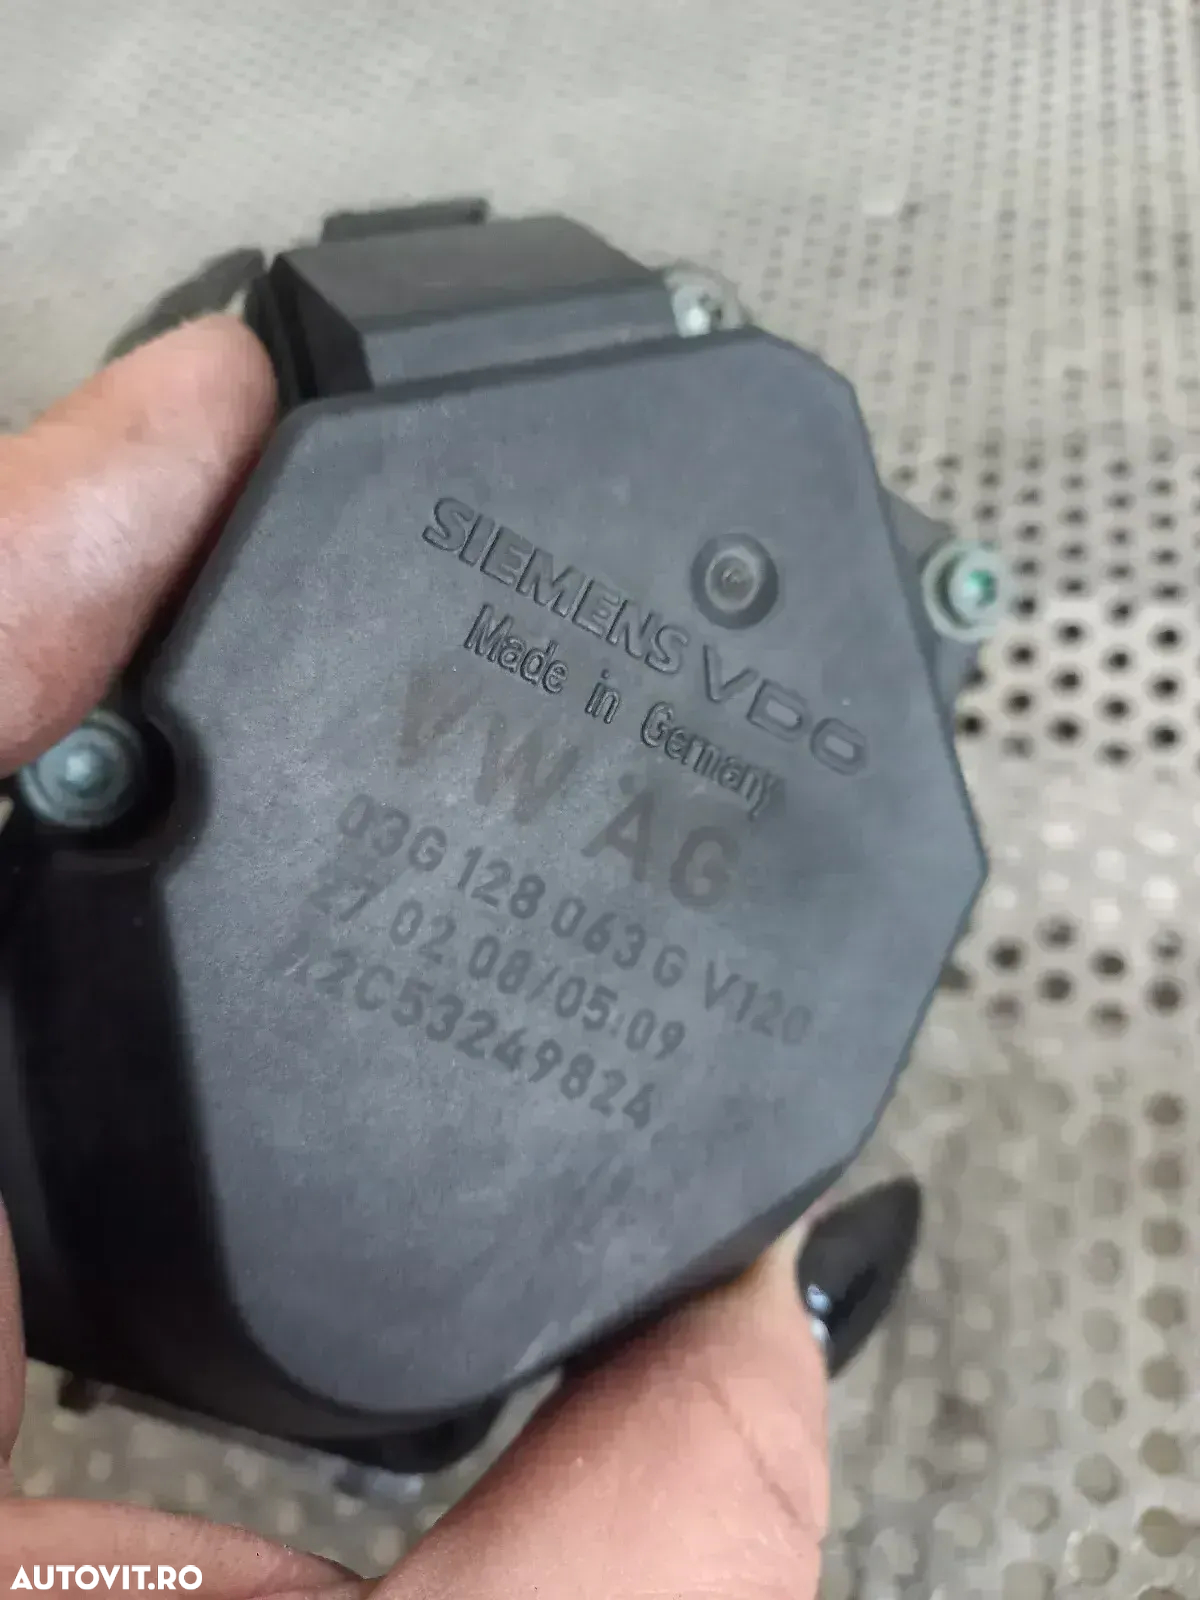 SIEMENS VDO
Made in Germany
VW AG
03G 128 063 G V120
27.02.08/05:09
A2C53249824
AUTOVIT.RO